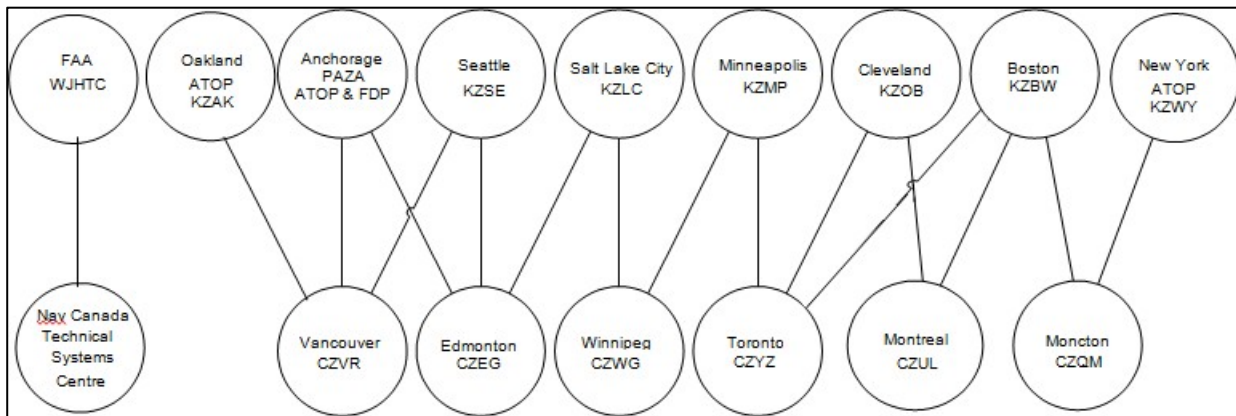 FAA
WJHTC
Oakland
ATOP
KZAK
Anchorage
PAZA
ATOP & FDP
Seattle
KZSE
Salt Lake City
KZLC
Minneapolis
KZMP
Cleveland
KZOB
Boston
KZBW
New York
ATOP
KZWY
Nav Canada
Technical
Systems
Centre
Vancouver
CZVR
Edmonton
CZEG
Winnipeg
CZWG
Toronto
CZYZ
Montreal
CZUL
Moncton
CZQM